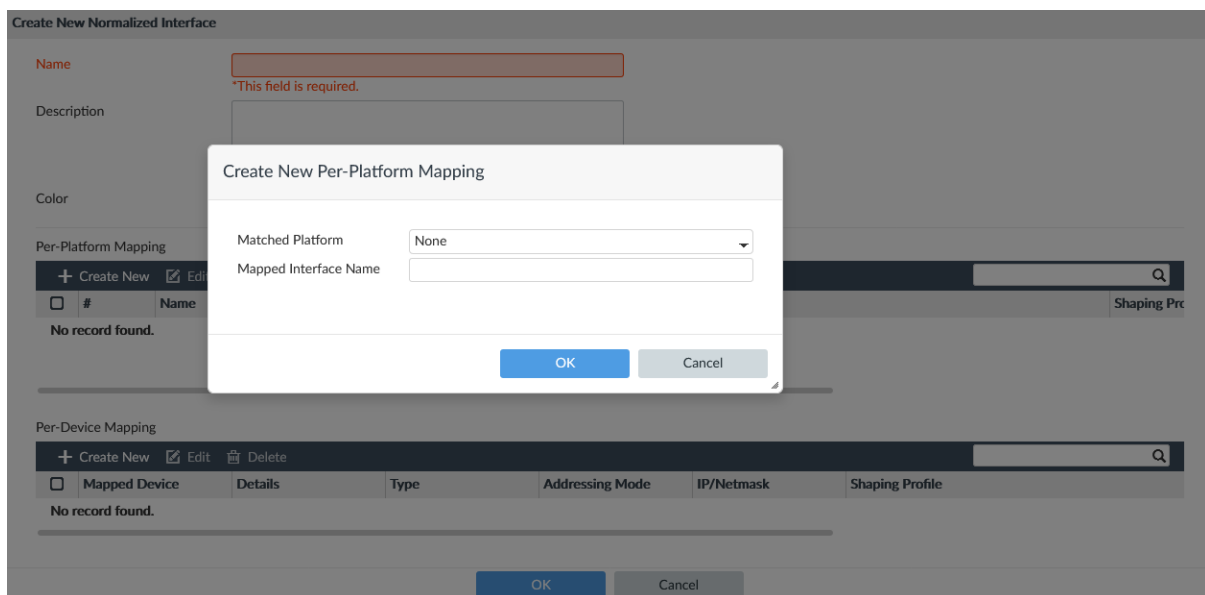 Create New Normalized Interface
Name
*This field is required.
Description
Create New Per-Platform Mapping
Color
Matched Platform None
Mapped Interface Name
Per-Platform Mapping
Create New Edit
# Name Shaping Pro
No record found.
OK Cancel
Per-Device Mapping
Create New Edit Delete
Mapped Device Details Type Addressing Mode IP/Netmask Shaping Profile
No record found.
OK Cancel